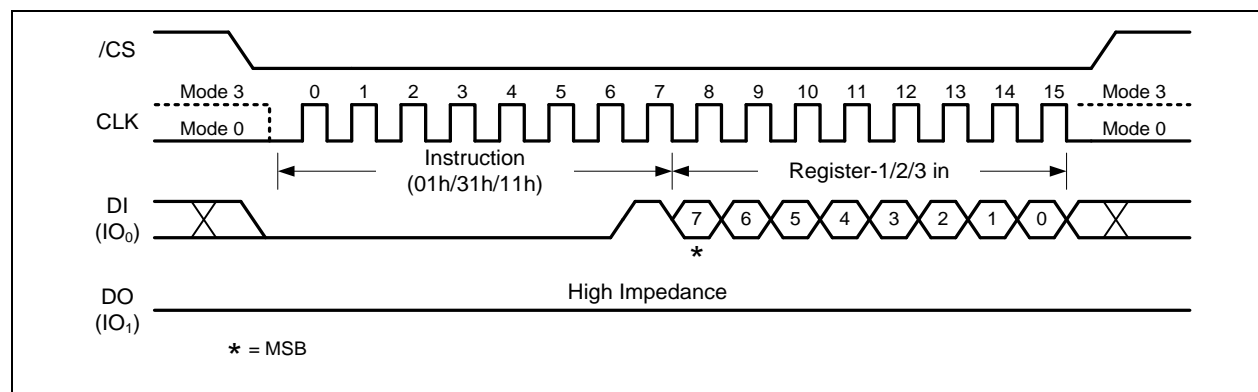 /CS
Mode 3 0 1 2 3 4 5 6 7 8 9 10 11 12 13 14 15 Mode 3
CLK
Mode 0 Mode 0
Instruction
(01h/31h/11h)
Register-1/2/3 in
DI
(IO₀)
7 6 5 4 3 2 1 0
*
High Impedance
DO
(IO₁)
* = MSB